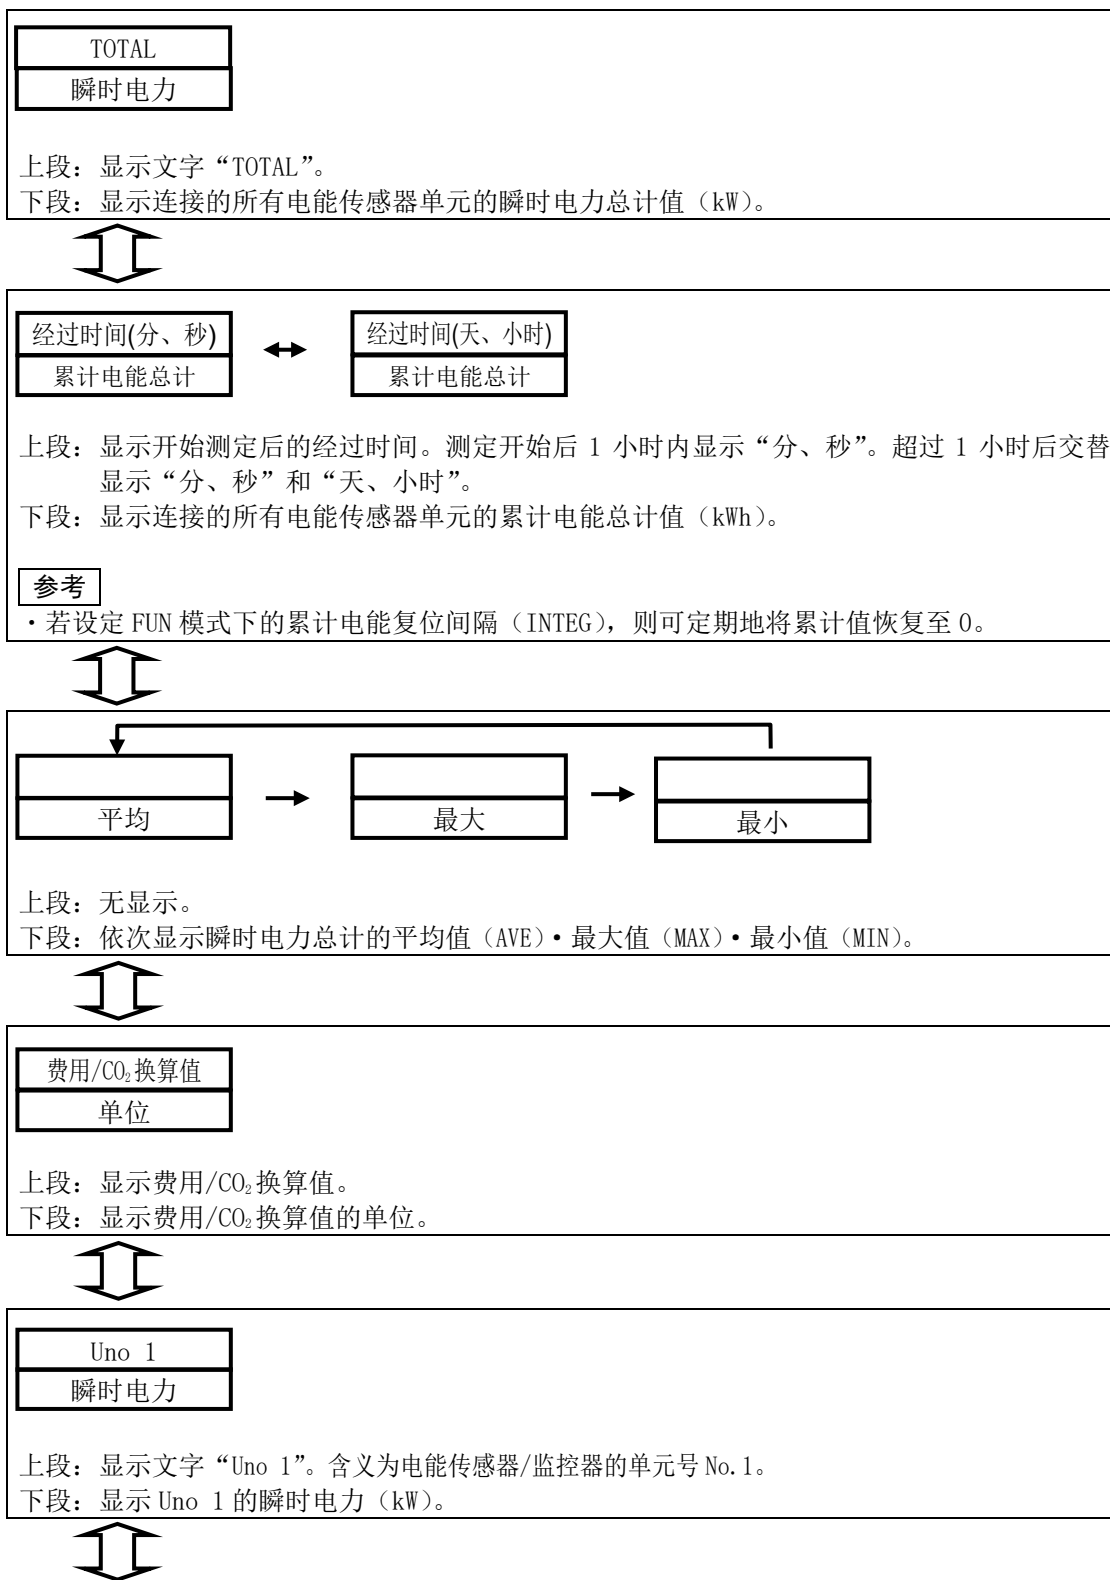 TOTAL
瞬时电力
上段：显示文字“TOTAL”。
下段：显示连接的所有电能传感器单元的瞬时电力总计值（kW）。
经过时间(分、秒)
累计电能总计
经过时间(天、小时)
累计电能总计
上段：显示开始测定后的经过时间。测定开始后 1 小时内显示“分、秒”。超过 1 小时后交替
显示“分、秒”和“天、小时”。
下段：显示连接的所有电能传感器单元的累计电能总计值（kWh）。
参考
・若设定 FUN 模式下的累计电能复位间隔（INTEG），则可定期地将累计值恢复至 0。
平均
最大
最小
上段：无显示。
下段：依次显示瞬时电力总计的平均值（AVE）・最大值（MAX）・最小值（MIN）。
费用/CO₂换算值
单位
上段：显示费用/CO₂换算值。
下段：显示费用/CO₂换算值的单位。
Uno 1
瞬时电力
上段：显示文字“Uno 1”。含义为电能传感器/监控器的单元号 No.1。
下段：显示 Uno 1 的瞬时电力（kW）。